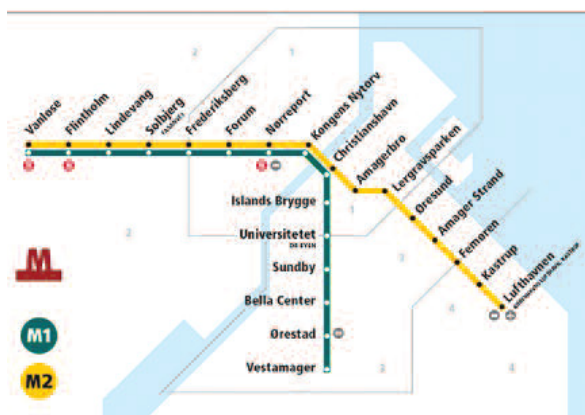 2
1
Vanløse
Flintholm
Lindevang
Solbjerg
Frederiksberg
Forum
Nørreport
Kongens Nytorv
Christianshavn
Amagerbro
Lergravsparken
Øresund
Amager Strand
Femøren
Kastrup
Lufthavnen
Islands Brygge
1
Universitetet
2
3
Sundby
M
Bella Center
4
M1
Ørestad
M2
Vestamager
3
4